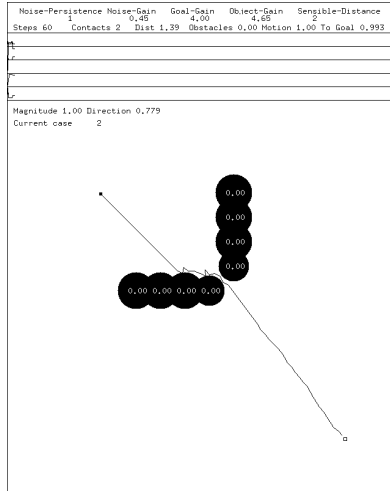 Noise-Persistence Noise-Gain Goal-Gain Object-Gain Sensible-Distance
1 0.45 4.00 4.65 2
Steps 60 Contacts 2 Dist 1.39 Obstacles 0.00 Motion 1.00 To Goal 0.993
Magnitude 1.00 Direction 0.779
Current case 2
0.00
0.00
0.00
0.00
0.00 0.00 0.00 0.00